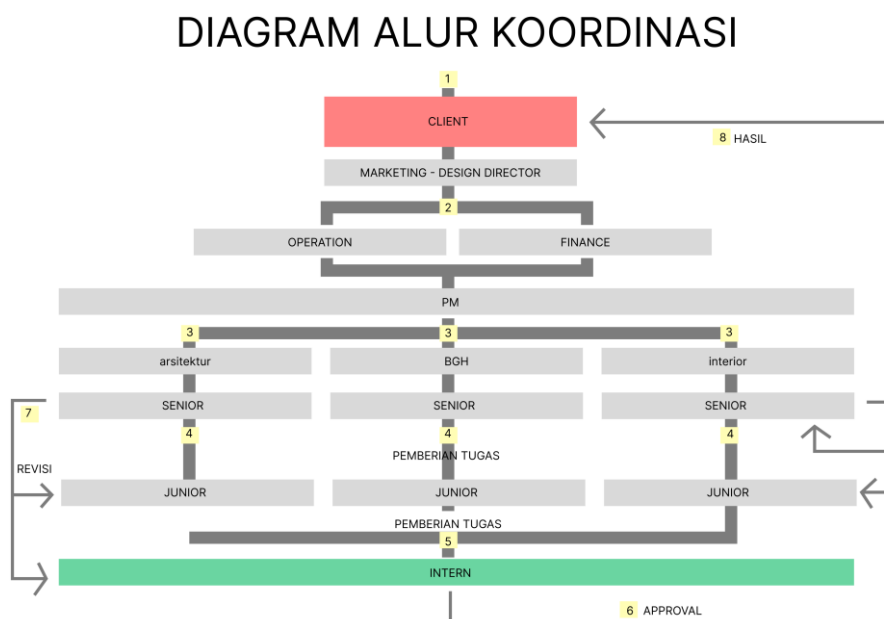 DIAGRAM ALUR KOORDINASI
1
CLIENT
8 HASIL
MARKETING - DESIGN DIRECTOR
2
OPERATION
FINANCE
PM
3
3
3
arsitektur
BGH
interior
7
SENIOR
SENIOR
SENIOR
4
4
4
PEMBERIAN TUGAS
REVISI
JUNIOR
JUNIOR
JUNIOR
PEMBERIAN TUGAS
5
INTERN
6 APPROVAL